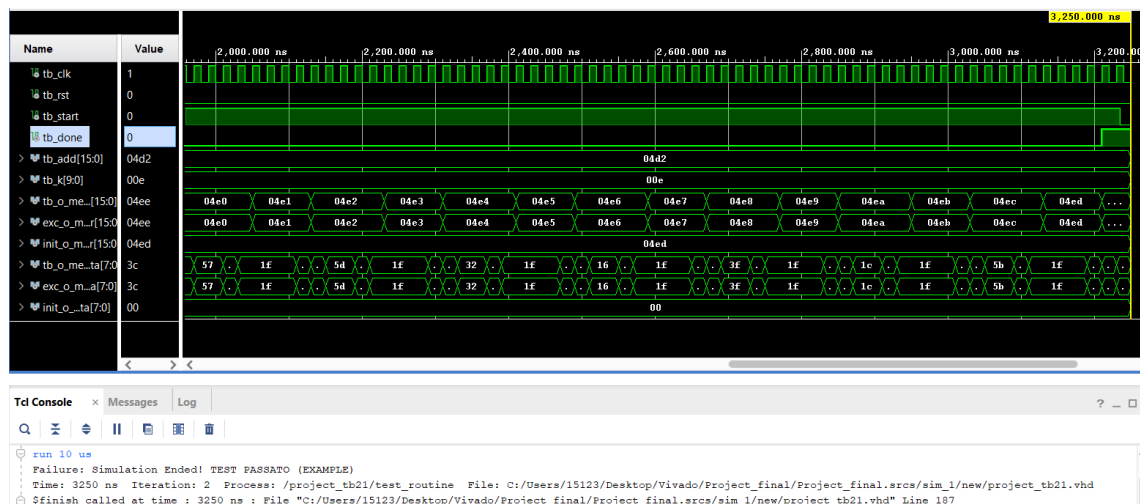 3,250.000 ns
Name Value
2,000.000 ns 2,200.000 ns 2,400.000 ns 2,600.000 ns 2,800.000 ns 3,000.000 ns 3,200.00
tb_clk 1
tb_rst 0
tb_start 0
tb_done 0
> tb_add[15:0] 04d2 04d2
> tb_k[9:0] 00e 00e
> tb_o_me...[15:0] 04ee 04e0 04e1 04e2 04e3 04e4 04e5 04e6 04e7 04e8 04e9 04ea 04eb 04ec 04ed ...
> exc_o_m...r[15:0 04ee 04e0 04e1 04e2 04e3 04e4 04e5 04e6 04e7 04e8 04e9 04ea 04eb 04ec 04ed ...
> init_o_m...r[15:0 04ed 04ed
> tb_o_me...ta[7:0 3c 57 . 1f . . 5d . 1f . . 32 . 1f . . 16 . 1f . . 3f . 1f . . 1c . 1f . . 5b . 1f . . .
> exc_o_m...a[7:0] 3c 57 . 1f . . 5d . 1f . . 32 . 1f . . 16 . 1f . . 3f . 1f . . 1c . 1f . . 5b . 1f . . .
> init_o_...ta[7:0] 00 00
Tcl Console × Messages Log
run 10 us
Failure: Simulation Ended! TEST PASSATO (EXAMPLE)
Time: 3250 ns Iteration: 2 Process: /project_tb21/test_routine File: C:/Users/15123/Desktop/Vivado/Project_final/Project_final.srcs/sim_1/new/project_tb21.vhd
$finish called at time : 3250 ns : File "C:/Users/15123/Desktop/Vivado/Project_final/Project_final.srcs/sim_1/new/project_tb21.vhd" Line 187